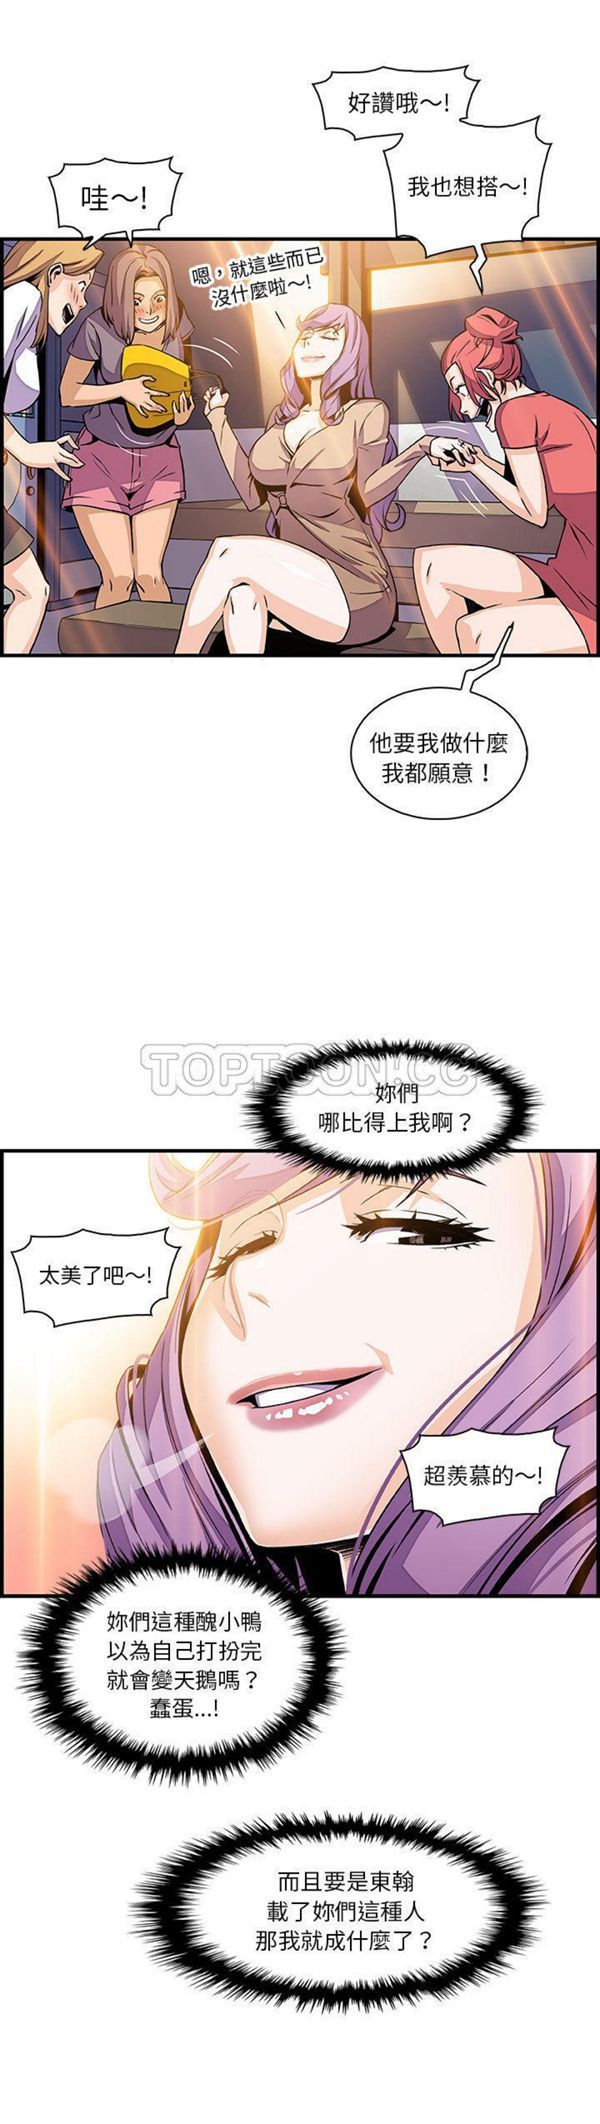 好讚哦～!
我也想搭～!
哇～!
嗯，就這些而已
沒什麼啦～!
他要我做什麼
我都願意！
TOPTOON.CC
妳們
哪比得上我啊？
太美了吧～!
超羨慕的～!
妳們這種醜小鴨
以為自己打扮完
就會變天鵝嗎？
蠢蛋...!
而且要是東翰
載了妳們這種人
那我就成什麼了？